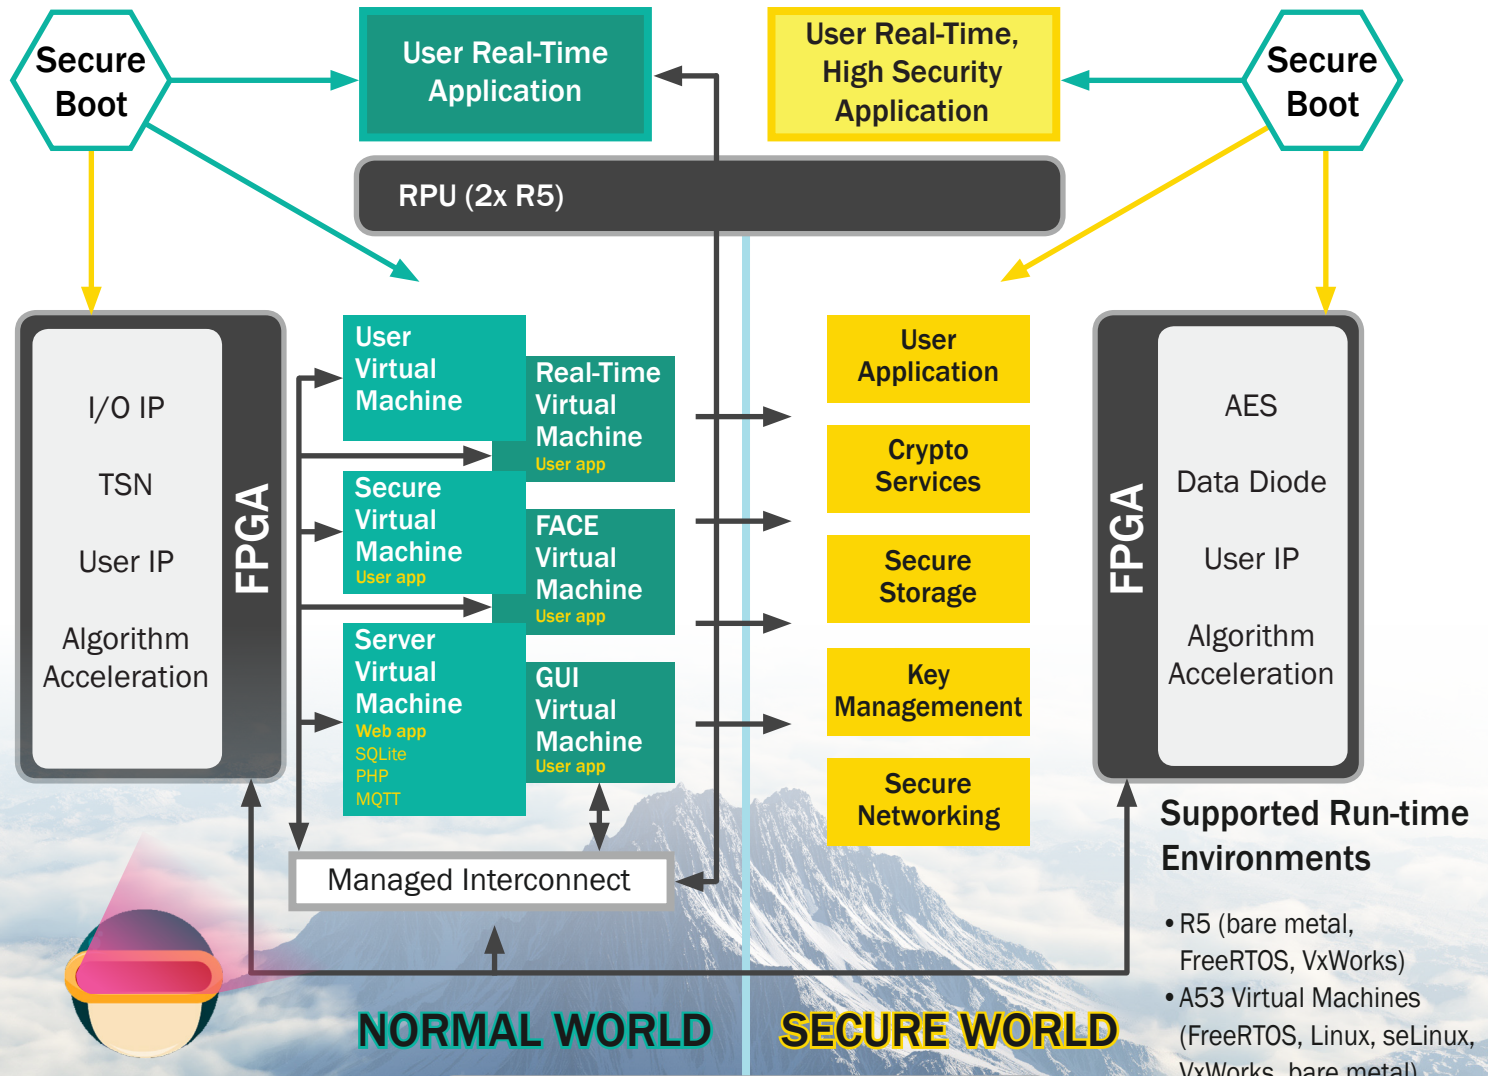 Secure
Boot
User Real-Time
Application
User Real-Time,
High Security
Application
Secure
Boot
RPU (2x R5)
I/O IP
TSN
User IP
Algorithm
Acceleration
FPGA
User
Virtual
Machine
Real-Time
Virtual
Machine
User app
Secure
Virtual
Machine
User app
FACE
Virtual
Machine
User app
Server
Virtual
Machine
Web app
SQLite
PHP
MQTT
GUI
Virtual
Machine
User app
Managed Interconnect
User
Application
Crypto
Services
Secure
Storage
Key
Managemenent
Secure
Networking
FPGA
AES
Data Diode
User IP
Algorithm
Acceleration
Supported Run-time
Environments
• R5 (bare metal,
FreeRTOS, VxWorks)
• A53 Virtual Machines
(FreeRTOS, Linux, seLinux,
VxWorks, bare metal)
NORMAL WORLD
SECURE WORLD